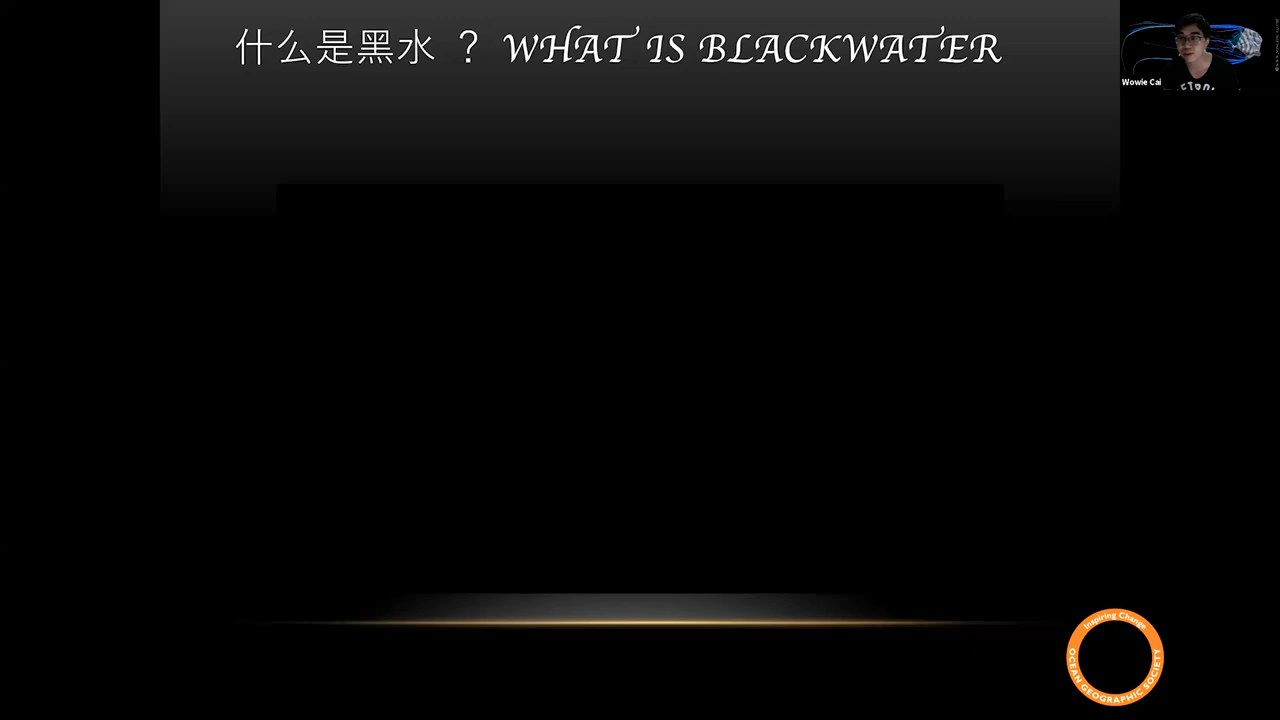 什么是黑水 ？ WHAT IS BLACKWATER
Wowie Cai
Inspiring Change
OCEAN GEOGRAPHIC SOCIETY